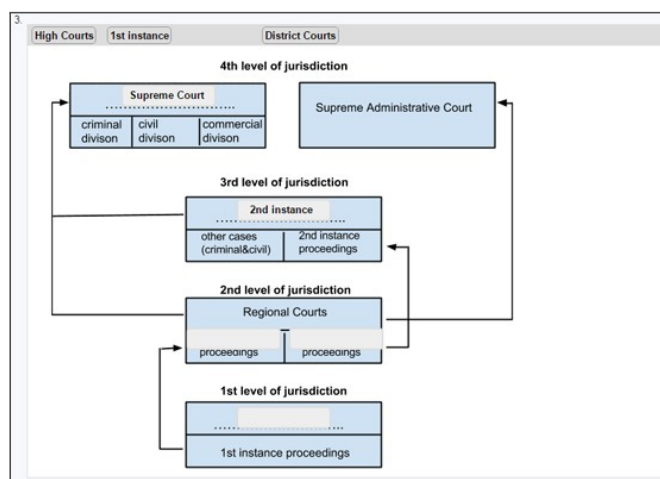 3.
High Courts 1st instance District Courts
4th level of jurisdiction
Supreme Court
Supreme Administrative Court
criminal divison
civil divison
commercial divison
3rd level of jurisdiction
2nd instance
other cases (criminal&civil)
2nd instance proceedings
2nd level of jurisdiction
Regional Courts
proceedings
proceedings
1st level of jurisdiction
1st instance proceedings